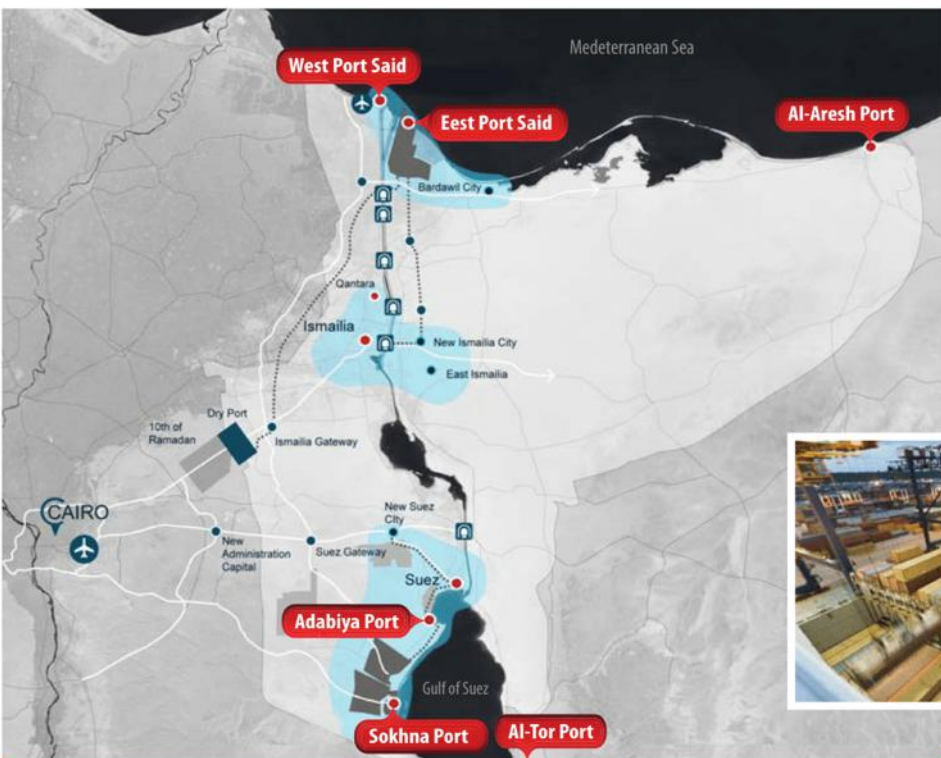 Medeterranean Sea
West Port Said
Eest Port Said
Al-Aresh Port
Bardawil City
Qantara
Ismailia
New Ismailia City
East Ismailia
Dry Port
10th of
Ramadan
Ismailia Gateway
CAIRO
New Suez
City
New
Administration
Capital
Suez Gateway
Suez
Adabiya Port
Gulf of Suez
Sokhna Port
Al-Tor Port